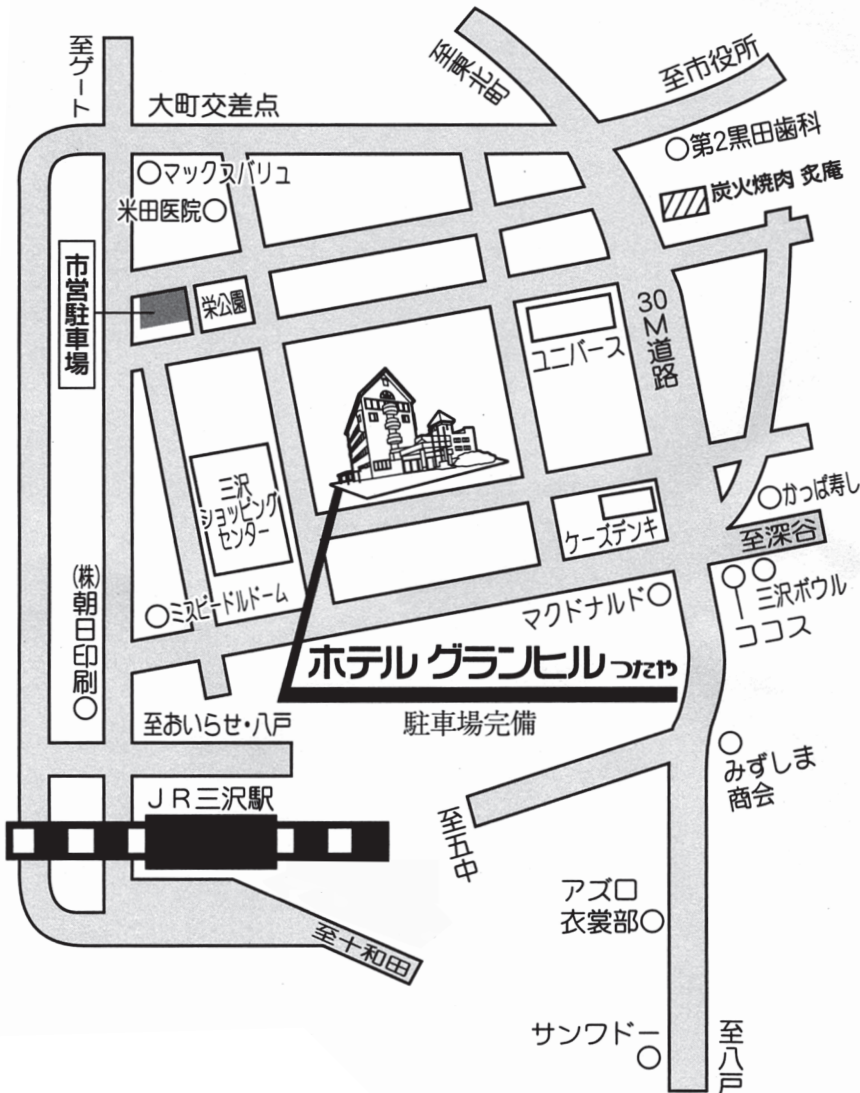 至ゲート
大町交差点
至東北町
至市役所
第2黒田歯科
炭火焼肉 炙庵
マックスバリュ
米田医院
市営駐車場
栄公園
ユニバース
30M道路
三沢
ショッピング
センター
ケーズデンキ
かっぱ寿し
至深谷
三沢ボウル
ココス
マクドナルド
ミスビードルドーム
㈱朝日印刷
ホテル グランヒル つたや
駐車場完備
至おいらせ・八戸
JR三沢駅
みずしま
商会
至五中
アズロ
衣裳部
至十和田
サンワドー
至八戸